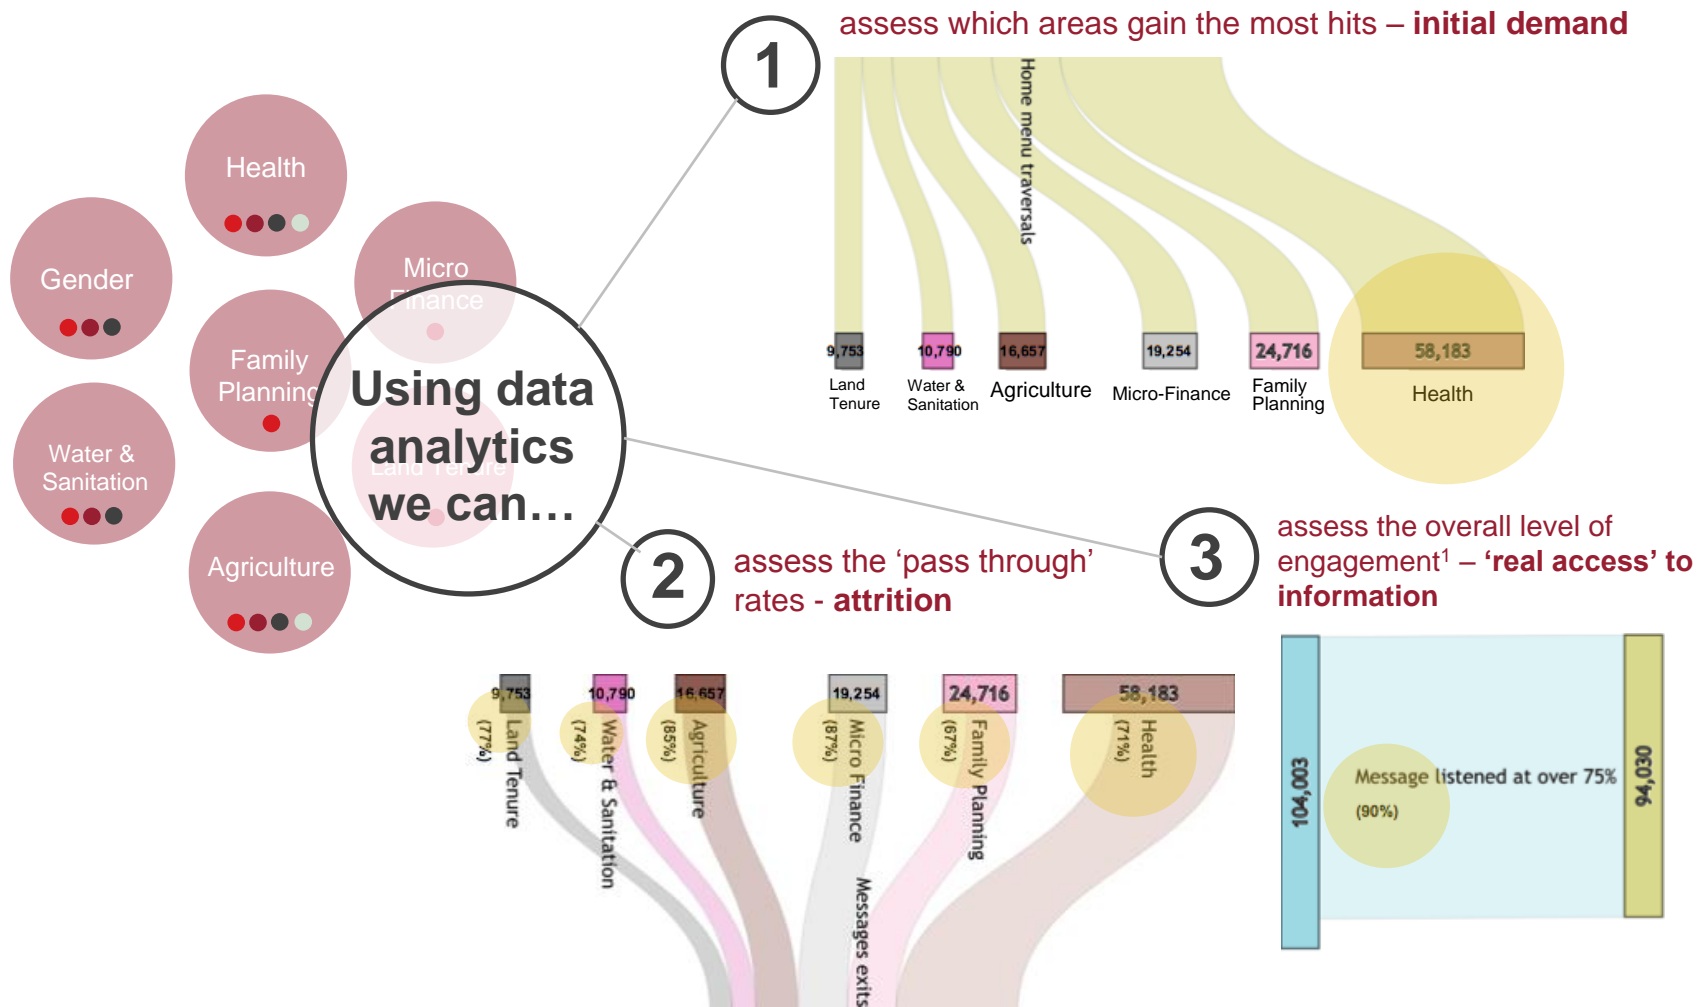 1
assess which areas gain the most hits – initial demand
Home menu traversals
9,753
10,790
16,657
19,254
24,716
58,183
Land
Tenure
Water &
Sanitation
Agriculture
Micro-Finance
Family
Planning
Health
Health
Gender
Micro
Finance
Family
Planning
Water &
Sanitation
Land Tenure
Agriculture
Using data
analytics
we can…
2
assess the ‘pass through’
rates - attrition
9,753
10,790
16,657
19,254
24,716
58,183
(77%)
Land Tenure
(74%)
Water & Sanitation
(85%)
Agriculture
(87%)
Micro Finance
(67%)
Family Planning
(71%)
Health
Messages exits
3
assess the overall level of
engagement¹ – ‘real access’ to
information
104,003
Message listened at over 75%
(90%)
94,030